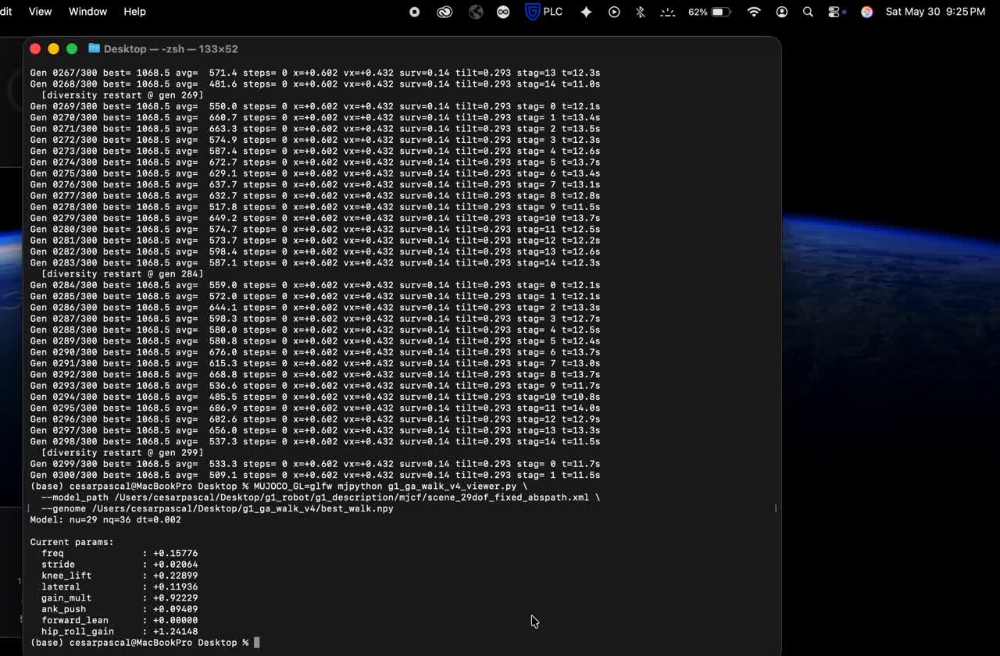 dit View Window Help PLC 62% Sat May 30 9:25 PM
Desktop — -zsh — 133×52
Gen 0267/300 best= 1068.5 avg=  571.4 steps= 0 x=+0.602 vx=+0.432 surv=0.14 tilt=0.293 stag=13 t=12.3s
Gen 0268/300 best= 1068.5 avg=  481.6 steps= 0 x=+0.602 vx=+0.432 surv=0.14 tilt=0.293 stag=14 t=11.0s
  [diversity restart @ gen 269]
Gen 0269/300 best= 1068.5 avg=  550.0 steps= 0 x=+0.602 vx=+0.432 surv=0.14 tilt=0.293 stag= 0 t=12.1s
Gen 0270/300 best= 1068.5 avg=  660.7 steps= 0 x=+0.602 vx=+0.432 surv=0.14 tilt=0.293 stag= 1 t=13.4s
Gen 0271/300 best= 1068.5 avg=  663.3 steps= 0 x=+0.602 vx=+0.432 surv=0.14 tilt=0.293 stag= 2 t=13.5s
Gen 0272/300 best= 1068.5 avg=  574.9 steps= 0 x=+0.602 vx=+0.432 surv=0.14 tilt=0.293 stag= 3 t=12.3s
Gen 0273/300 best= 1068.5 avg=  587.4 steps= 0 x=+0.602 vx=+0.432 surv=0.14 tilt=0.293 stag= 4 t=12.6s
Gen 0274/300 best= 1068.5 avg=  672.7 steps= 0 x=+0.602 vx=+0.432 surv=0.14 tilt=0.293 stag= 5 t=13.7s
Gen 0275/300 best= 1068.5 avg=  629.1 steps= 0 x=+0.602 vx=+0.432 surv=0.14 tilt=0.293 stag= 6 t=13.4s
Gen 0276/300 best= 1068.5 avg=  637.7 steps= 0 x=+0.602 vx=+0.432 surv=0.14 tilt=0.293 stag= 7 t=13.1s
Gen 0277/300 best= 1068.5 avg=  632.7 steps= 0 x=+0.602 vx=+0.432 surv=0.14 tilt=0.293 stag= 8 t=12.8s
Gen 0278/300 best= 1068.5 avg=  517.8 steps= 0 x=+0.602 vx=+0.432 surv=0.14 tilt=0.293 stag= 9 t=11.5s
Gen 0279/300 best= 1068.5 avg=  649.2 steps= 0 x=+0.602 vx=+0.432 surv=0.14 tilt=0.293 stag=10 t=13.7s
Gen 0280/300 best= 1068.5 avg=  574.7 steps= 0 x=+0.602 vx=+0.432 surv=0.14 tilt=0.293 stag=11 t=12.5s
Gen 0281/300 best= 1068.5 avg=  573.7 steps= 0 x=+0.602 vx=+0.432 surv=0.14 tilt=0.293 stag=12 t=12.2s
Gen 0282/300 best= 1068.5 avg=  598.4 steps= 0 x=+0.602 vx=+0.432 surv=0.14 tilt=0.293 stag=13 t=12.6s
Gen 0283/300 best= 1068.5 avg=  587.1 steps= 0 x=+0.602 vx=+0.432 surv=0.14 tilt=0.293 stag=14 t=12.3s
  [diversity restart @ gen 284]
Gen 0284/300 best= 1068.5 avg=  559.0 steps= 0 x=+0.602 vx=+0.432 surv=0.14 tilt=0.293 stag= 0 t=12.1s
Gen 0285/300 best= 1068.5 avg=  572.0 steps= 0 x=+0.602 vx=+0.432 surv=0.14 tilt=0.293 stag= 1 t=12.1s
Gen 0286/300 best= 1068.5 avg=  644.1 steps= 0 x=+0.602 vx=+0.432 surv=0.14 tilt=0.293 stag= 2 t=13.3s
Gen 0287/300 best= 1068.5 avg=  598.3 steps= 0 x=+0.602 vx=+0.432 surv=0.14 tilt=0.293 stag= 3 t=12.7s
Gen 0288/300 best= 1068.5 avg=  580.0 steps= 0 x=+0.602 vx=+0.432 surv=0.14 tilt=0.293 stag= 4 t=12.5s
Gen 0289/300 best= 1068.5 avg=  580.8 steps= 0 x=+0.602 vx=+0.432 surv=0.14 tilt=0.293 stag= 5 t=12.4s
Gen 0290/300 best= 1068.5 avg=  676.0 steps= 0 x=+0.602 vx=+0.432 surv=0.14 tilt=0.293 stag= 6 t=13.7s
Gen 0291/300 best= 1068.5 avg=  615.3 steps= 0 x=+0.602 vx=+0.432 surv=0.14 tilt=0.293 stag= 7 t=13.0s
Gen 0292/300 best= 1068.5 avg=  668.8 steps= 0 x=+0.602 vx=+0.432 surv=0.14 tilt=0.293 stag= 8 t=13.7s
Gen 0293/300 best= 1068.5 avg=  536.6 steps= 0 x=+0.602 vx=+0.432 surv=0.14 tilt=0.293 stag= 9 t=11.7s
Gen 0294/300 best= 1068.5 avg=  485.5 steps= 0 x=+0.602 vx=+0.432 surv=0.14 tilt=0.293 stag=10 t=10.8s
Gen 0295/300 best= 1068.5 avg=  686.9 steps= 0 x=+0.602 vx=+0.432 surv=0.14 tilt=0.293 stag=11 t=14.0s
Gen 0296/300 best= 1068.5 avg=  602.6 steps= 0 x=+0.602 vx=+0.432 surv=0.14 tilt=0.293 stag=12 t=12.9s
Gen 0297/300 best= 1068.5 avg=  656.0 steps= 0 x=+0.602 vx=+0.432 surv=0.14 tilt=0.293 stag=13 t=13.3s
Gen 0298/300 best= 1068.5 avg=  537.3 steps= 0 x=+0.602 vx=+0.432 surv=0.14 tilt=0.293 stag=14 t=11.5s
  [diversity restart @ gen 299]
Gen 0299/300 best= 1068.5 avg=  533.3 steps= 0 x=+0.602 vx=+0.432 surv=0.14 tilt=0.293 stag= 0 t=11.7s
Gen 0300/300 best= 1068.5 avg=  509.1 steps= 0 x=+0.602 vx=+0.432 surv=0.14 tilt=0.293 stag= 1 t=11.5s
(base) cesarpascal@MacBookPro Desktop % MUJOCO_GL=glfw mjpython g1_ga_walk_v4_viewer.py \
  --model_path /Users/cesarpascal/Desktop/g1_robot/g1_description/mjcf/scene_29dof_fixed_abspath.xml \
  --genome /Users/cesarpascal/Desktop/g1_ga_walk_v4/best_walk.npy
Model: nu=29 nq=36 dt=0.002
Current params:
  freq : +0.15776
  stride : +0.02064
  knee_lift : +0.22899
  lateral : +0.11936
  gain_mult : +0.92229
  ank_push : +0.09409
  forward_lean : +0.00000
  hip_roll_gain : +1.24148
(base) cesarpascal@MacBookPro Desktop %